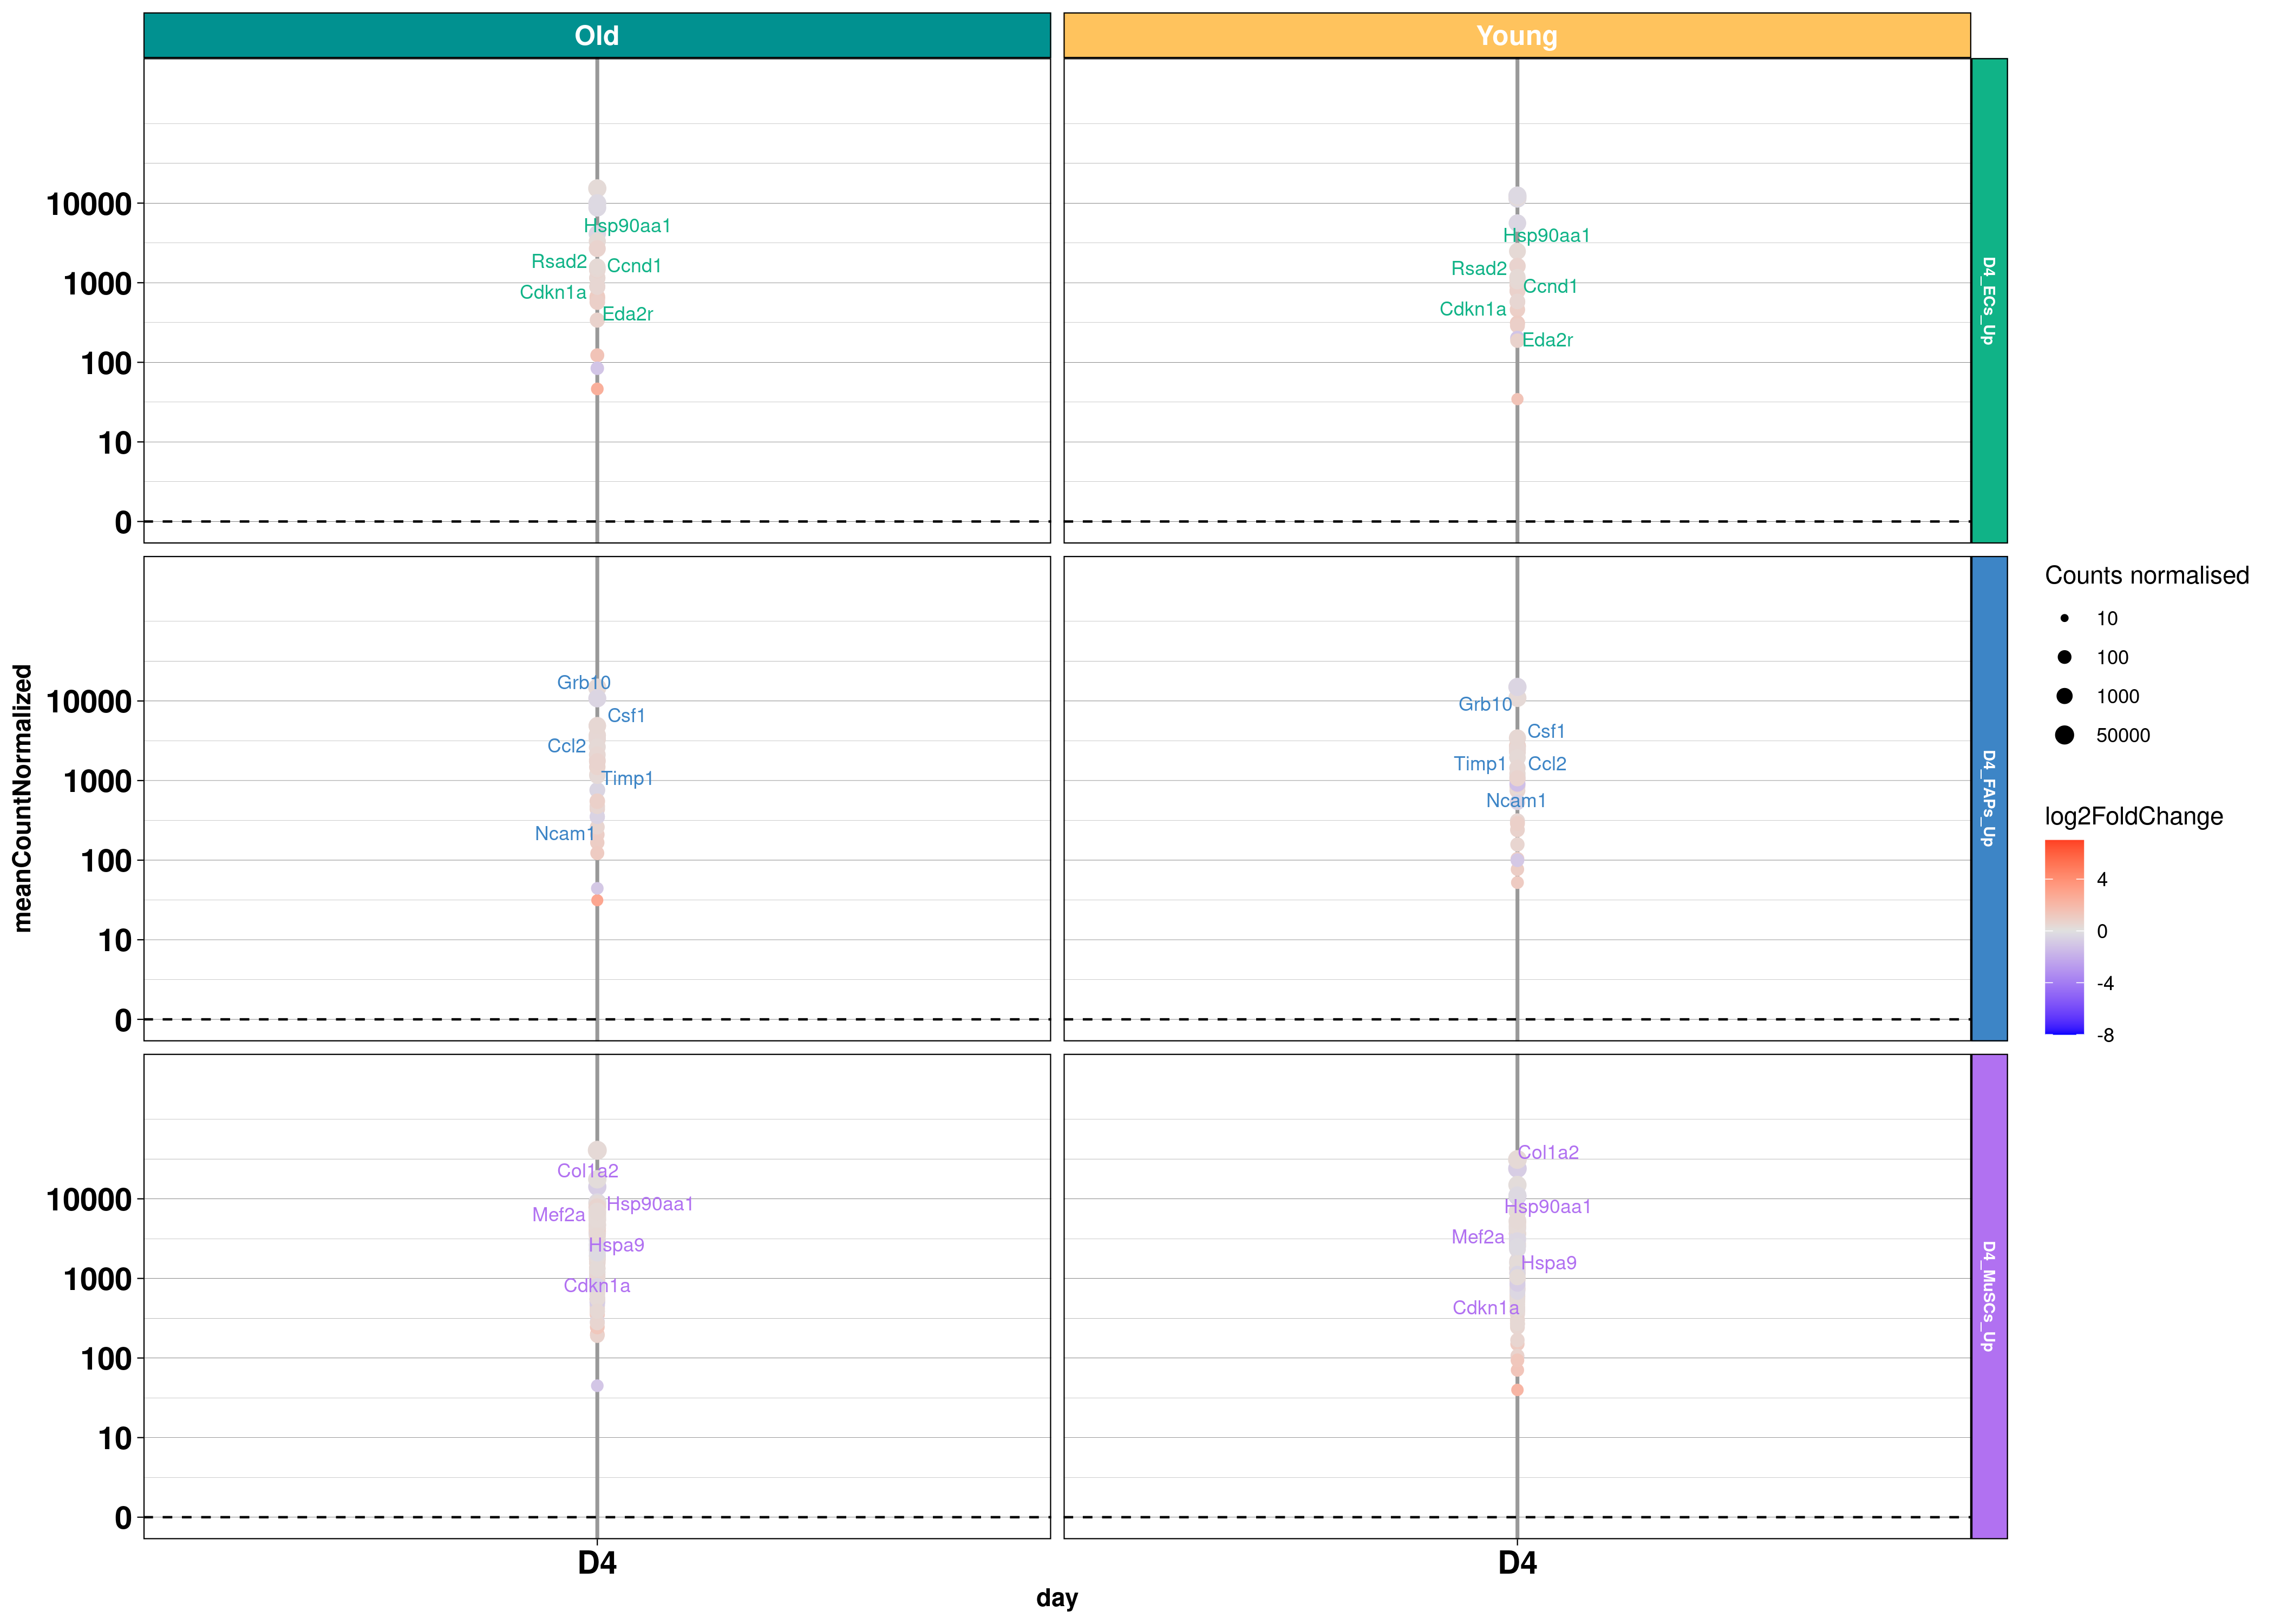 Old
Young
10000
1000
100
10
0
Hsp90aa1
Rsad2
Ccnd1
Cdkn1a
Eda2r
Hsp90aa1
Rsad2
Ccnd1
Cdkn1a
Eda2r
D4_ECs_Up
meanCountNormalized
10000
1000
100
10
0
Grb10
Csf1
Ccl2
Timp1
Ncam1
Grb10
Csf1
Timp1
Ccl2
Ncam1
D4_FAPs_Up
10000
1000
100
10
0
Col1a2
Hsp90aa1
Mef2a
Hspa9
Cdkn1a
Col1a2
Hsp90aa1
Mef2a
Hspa9
Cdkn1a
D4_MuSCs_Up
D4
D4
day
Counts normalised
10
100
1000
50000
log2FoldChange
4
0
-4
-8